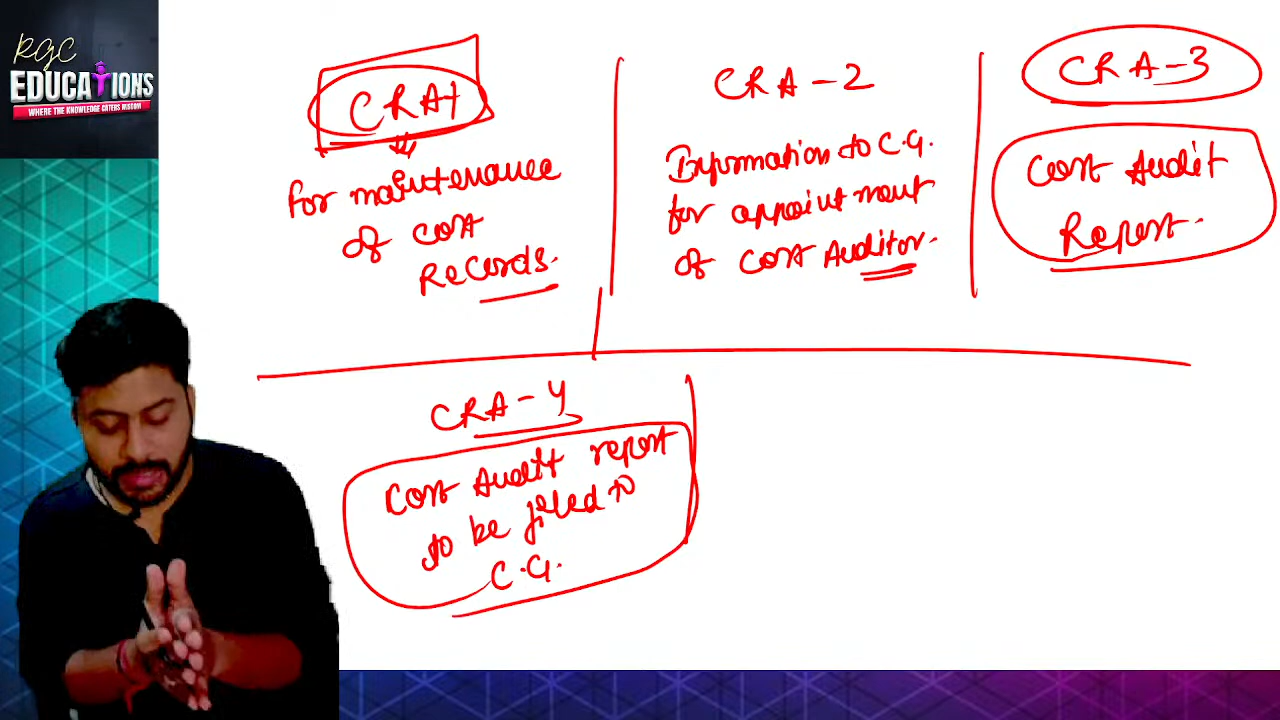 RGC
EDUCATIONS
WHERE THE KNOWLEDGE CATERS WISDOM
CRA1
for maintenance
of cost
Records.
CRA-2
Information to C.G.
for appointment
of cost Auditor.
CRA-3
Cost Audit
Report.
CRA-4
Cost Audit report
to be filed to
C.G.